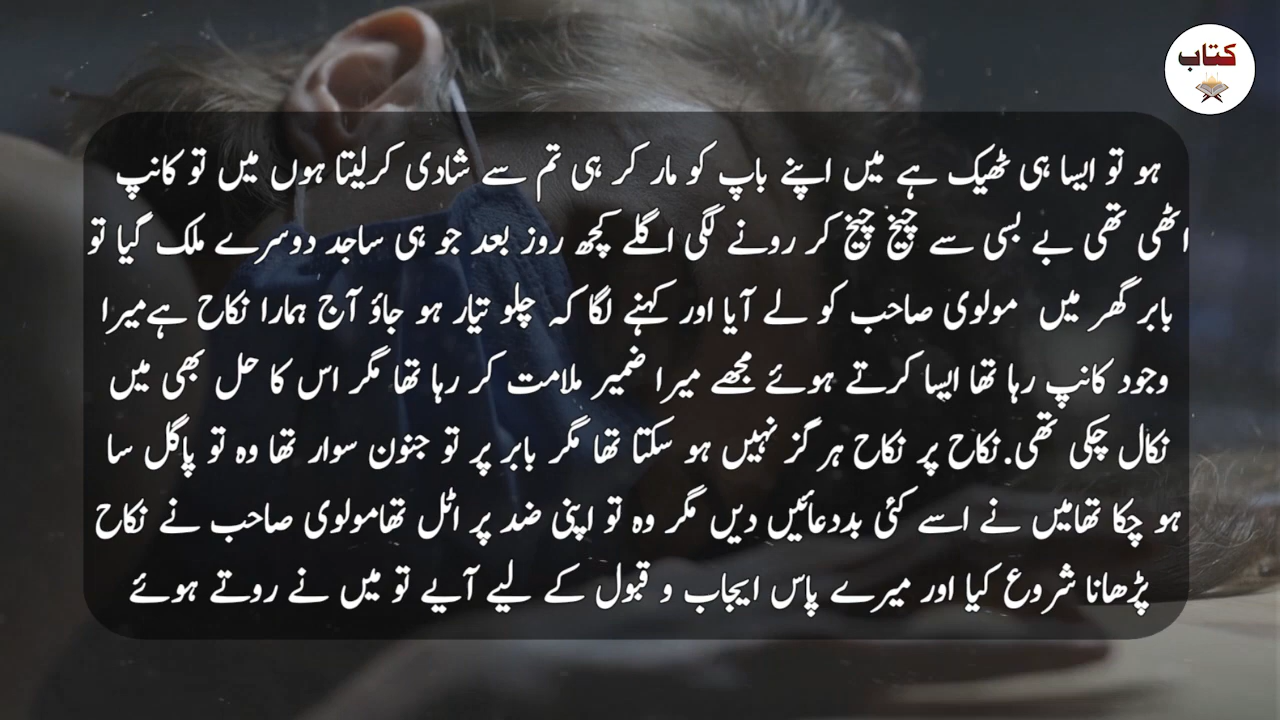 کتاب
ہو تو ایسا ہی ٹھیک ہے میں اپنے باپ کو مار کر ہی تم سے شادی کرلیتا ہوں میں تو کانپ
اٹھی تھی بے بسی سے چیخ چیخ کر رونے لگی اگلے کچھ روز بعد جو ہی ساجد دوسرے ملک گیا تو
بابر گھر میں مولوی صاحب کو لے آیا اور کہنے لگا کہ چلو تیار ہو جاؤ آج ہمارا نکاح ہےمیرا
وجود کانپ رہا تھا ایسا کرتے ہوئے مجھے میرا ضمیر ملامت کر رہا تھا مگر اس کا حل بھی میں
نکال چکی تھی.نکاح پر نکاح ہرگز نہیں ہو سکتا تھا مگر بابر پر تو جنون سوار تھا وہ تو پاگل سا
ہو چکا تھامیں نے اسے کئی بددعائیں دیں مگر وہ تو اپنی ضد پر اٹل تھامولوی صاحب نے نکاح
پڑھانا شروع کیا اور میرے پاس ایجاب و قبول کے لیے آیے تو میں نے روتے ہوئے